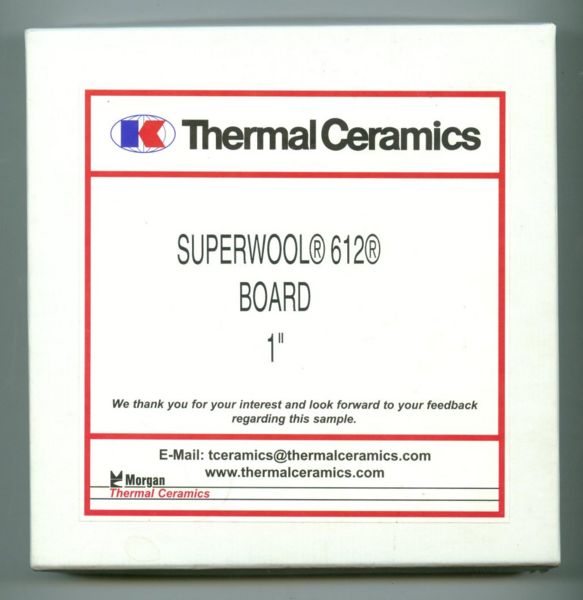 K Thermal Ceramics
SUPERWOOL® 612®
BOARD
1"
We thank you for your interest and look forward to your feedback
regarding this sample.
E-Mail: tceramics@thermalceramics.com
www.thermalceramics.com
Morgan
Thermal Ceramics